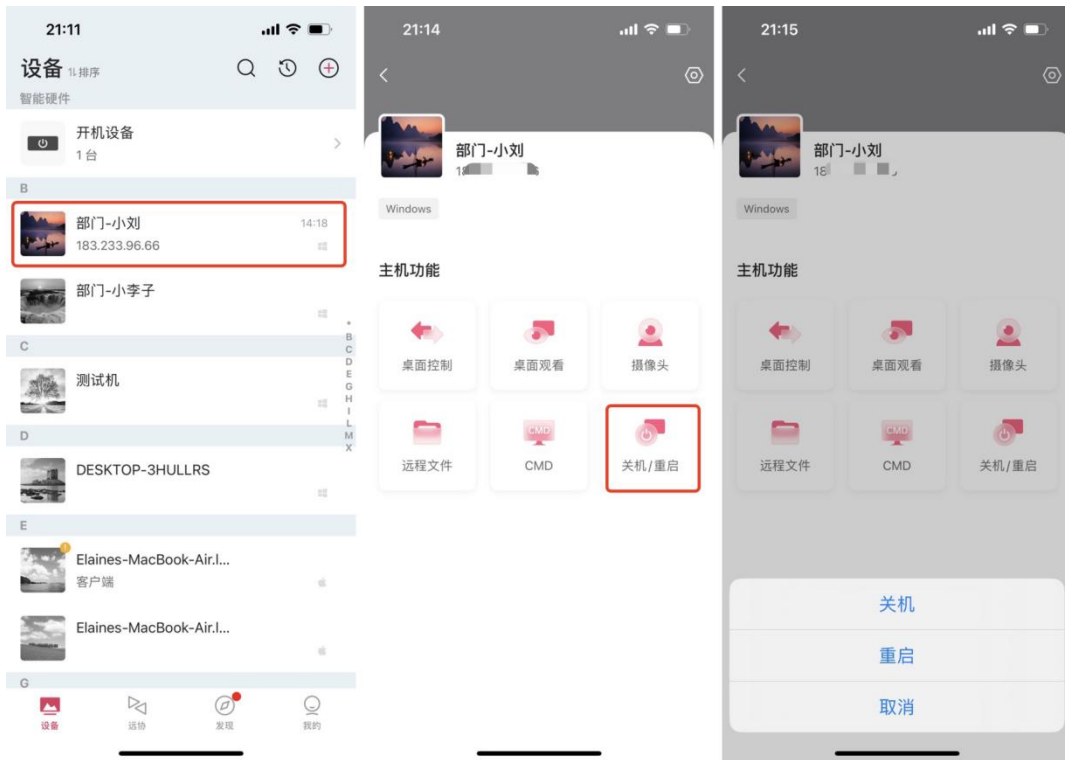 21:11
设备 排序
智能硬件
开机设备
1台
B
部门-小刘 14:18
183.233.96.66
部门-小李子
C
测试机
D
DESKTOP-3HULLRS
E
Elaines-MacBook-Air.l...
客户端
Elaines-MacBook-Air.l...
G
B
C
D
E
G
H
I
L
M
X
设备 远协 发现 我的
21:14
部门-小刘
Windows
主机功能
桌面控制 桌面观看 摄像头
CMD
远程文件 CMD 关机/重启
21:15
部门-小刘
18
Windows
主机功能
桌面控制 桌面观看 摄像头
CMD
远程文件 CMD 关机/重启
关机
重启
取消